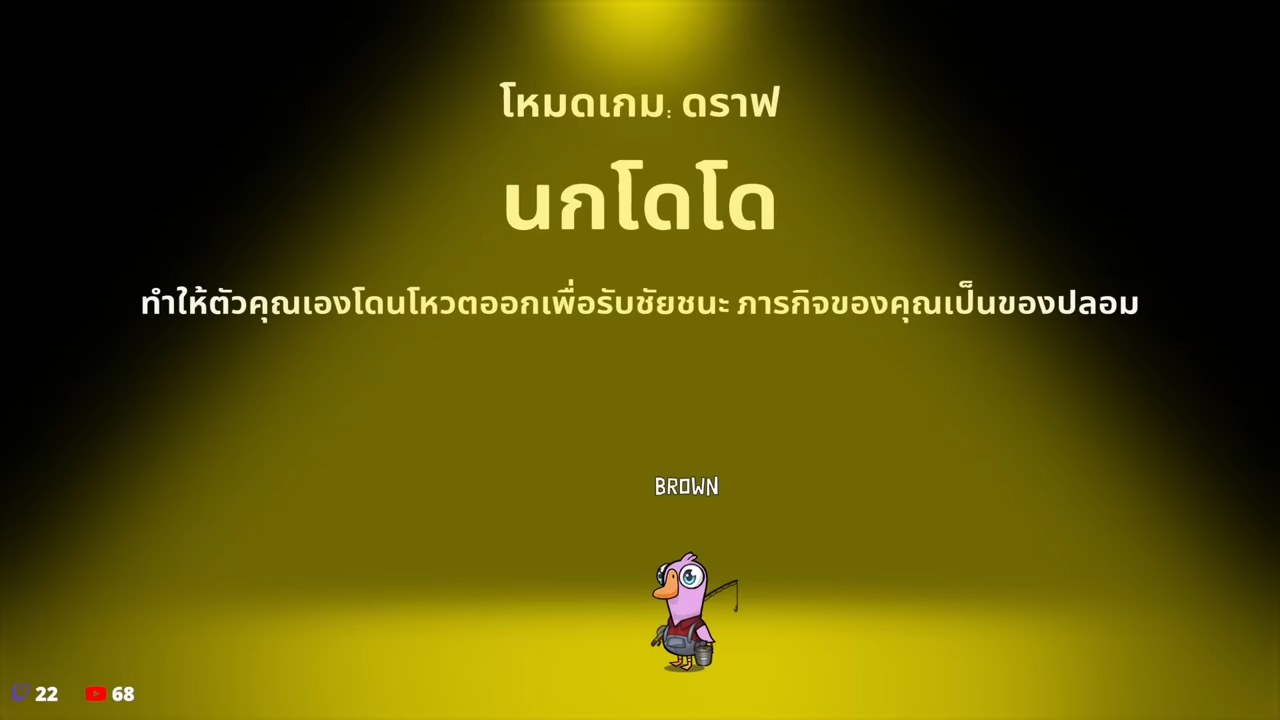 โหมดเกม: ดราฟ
นกโดโด
ทำให้ตัวคุณเองโดนโหวตออกเพื่อรับชัยชนะ ภารกิจของคุณเป็นของปลอม
BROWN
22 68